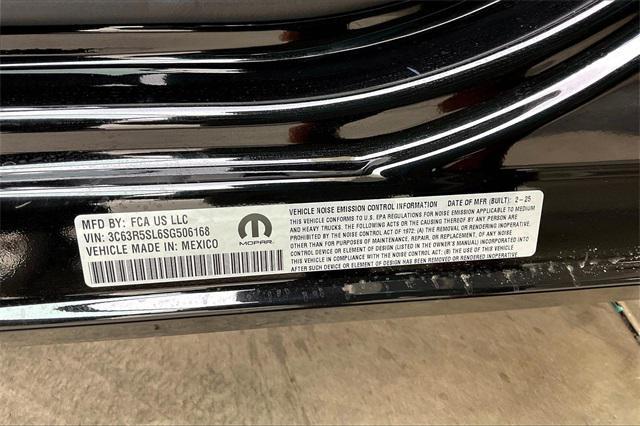 MFD BY: FCA US LLC
VIN: 3C63R5SL6SG506168
VEHICLE MADE IN: MEXICO
MOPAR
VEHICLE NOISE EMISSION CONTROL INFORMATION DATE OF MFR (BUILT): 2-25
CONFORMS TO U.S. EPA REGULATIONS FOR NOISE EMISSION APPLICABLE TO MEDIUM
AND HEAVY TRUCKS. THE FOLLOWING ACTS OR THE CAUSING THEREOF BY ANY PERSON
ARE PROHIBITED BY THE NOISE CONTROL ACT OF 1972: (A) THE REMOVAL OR RENDERING INOPERATIVE,
OTHER THAN FOR PURPOSES OF MAINTENANCE, REPAIR, OR REPLACEMENT, OF ANY NOISE CONTROL
DEVICE OR ELEMENT OF DESIGN (LISTED IN THE OWNER'S MANUAL) INCORPORATED INTO
THIS VEHICLE IN COMPLIANCE WITH THE NOISE CONTROL ACT; (B) THE USE OF THIS VEHICLE
AFTER SUCH DEVICE OR ELEMENT OF DESIGN HAS BEEN REMOVED OR RENDERED INOPERATIVE.